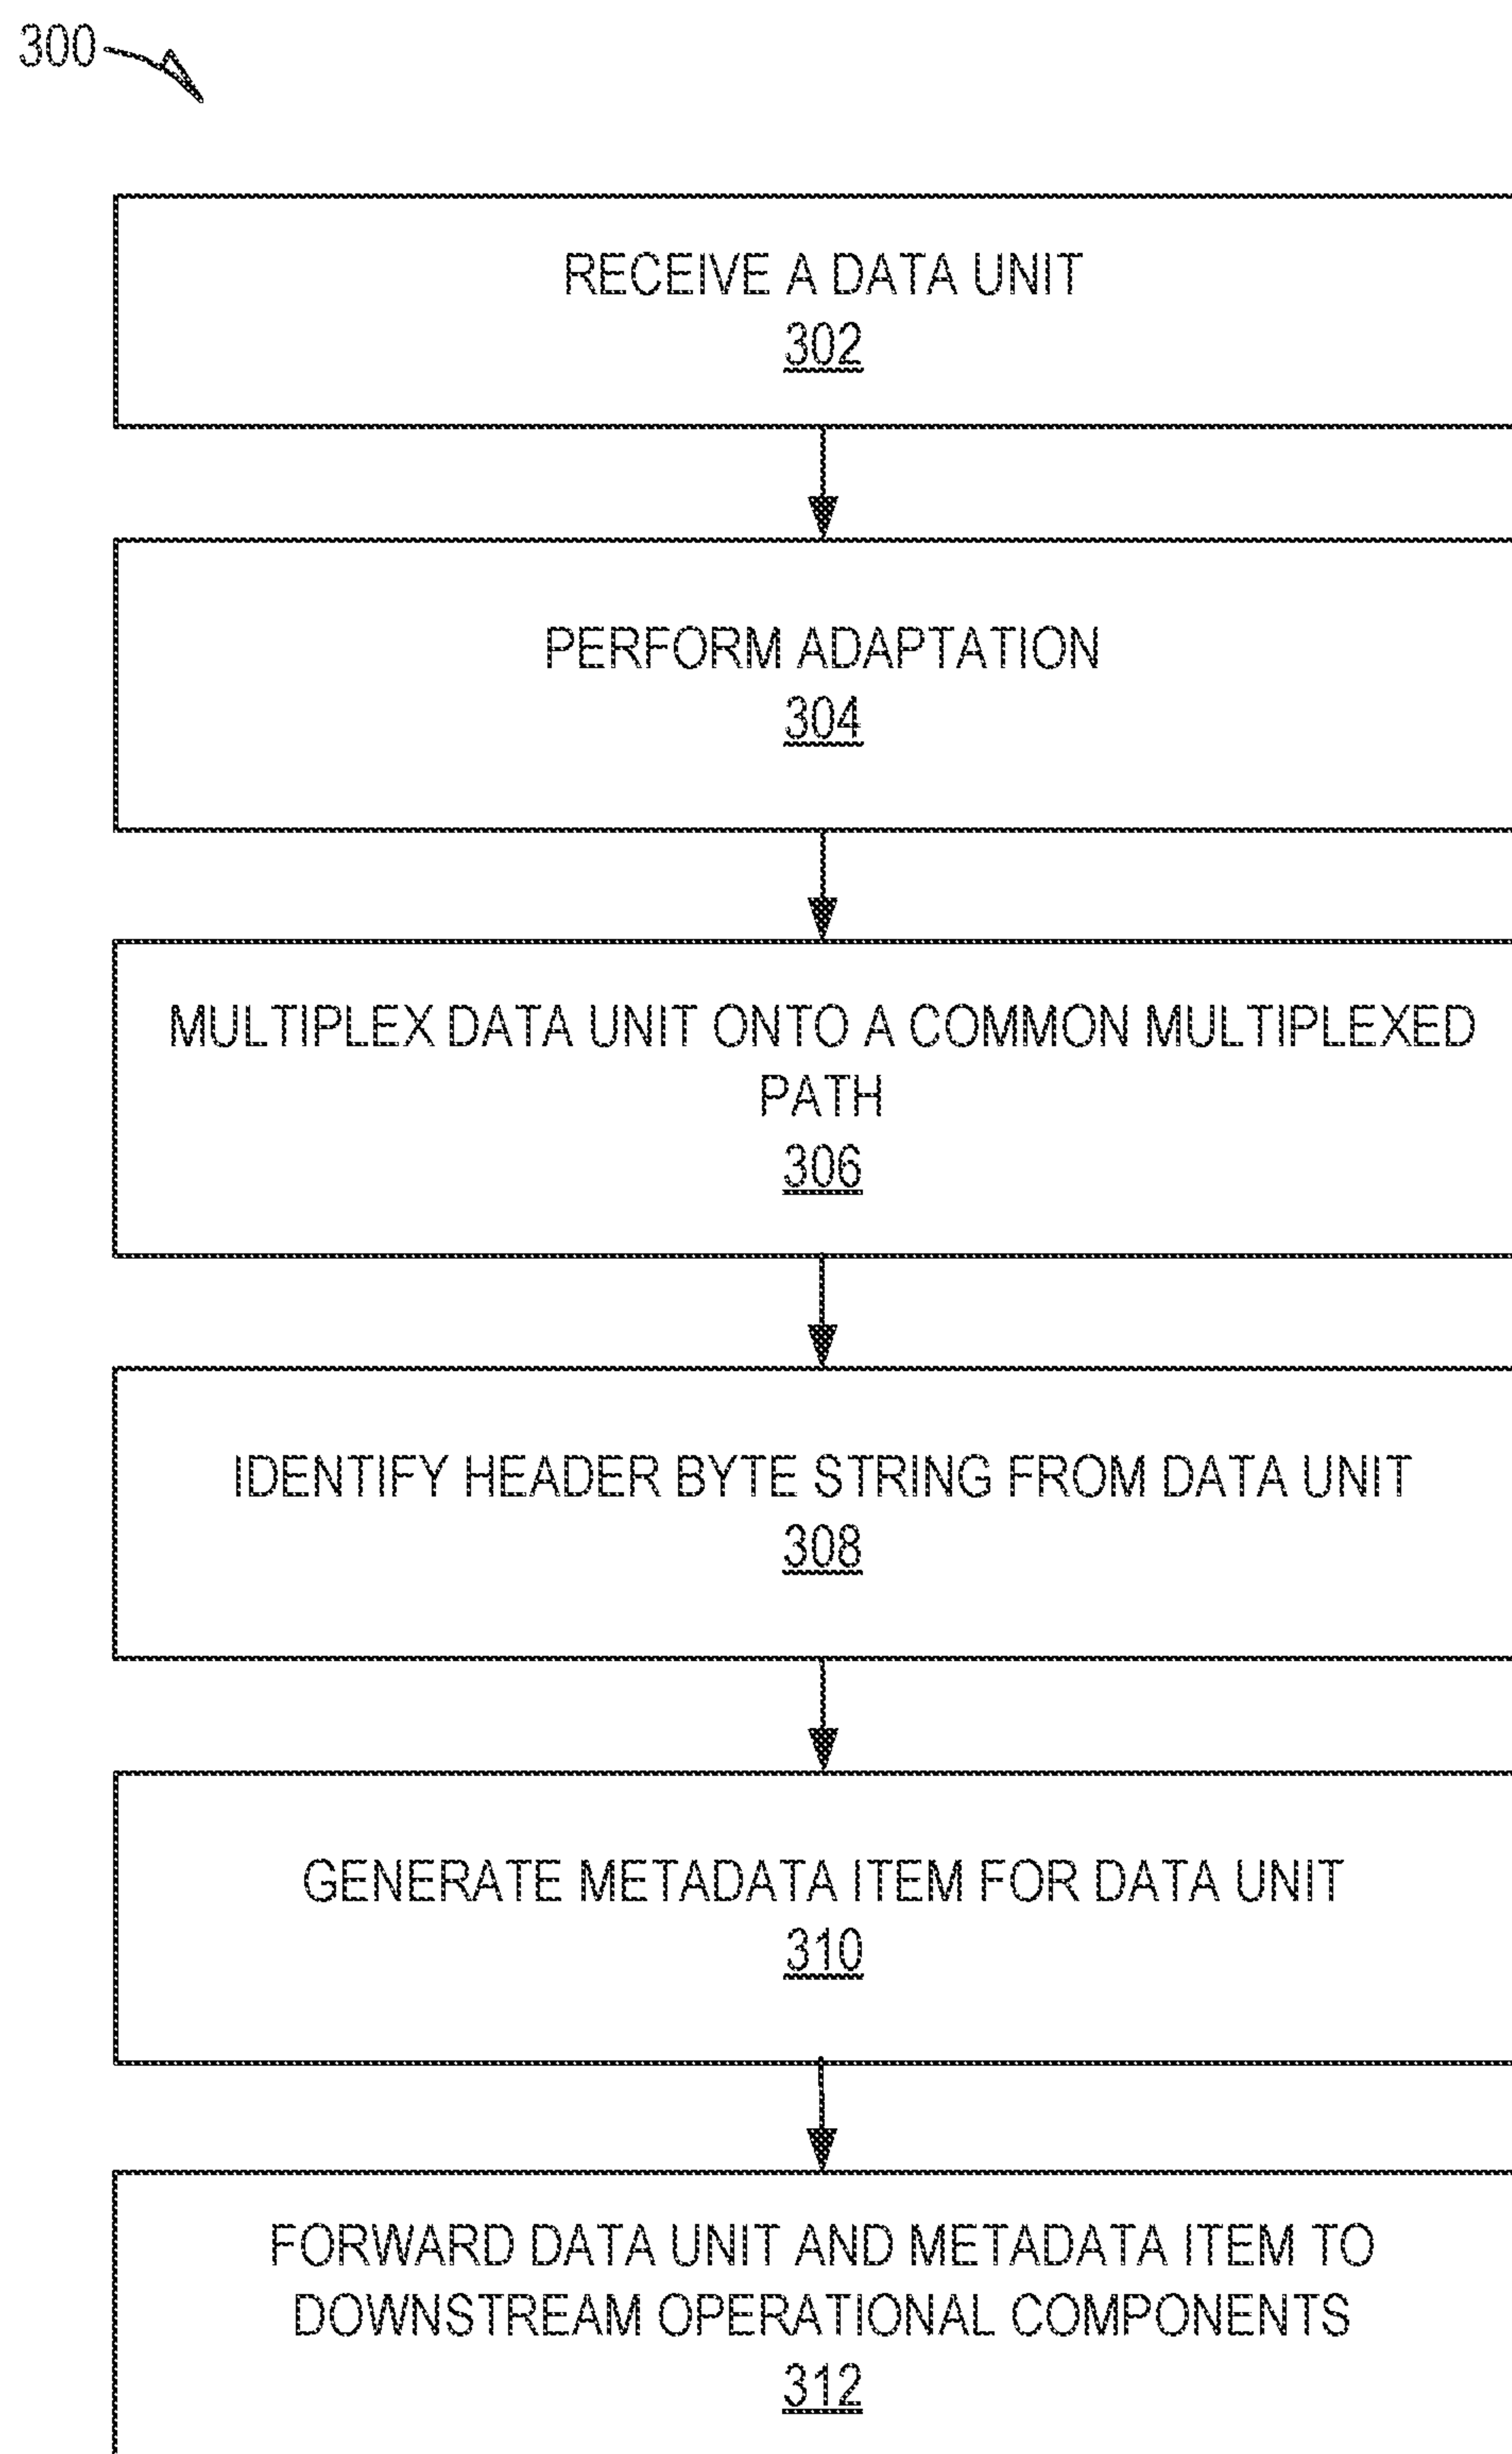 300
RECEIVE A DATA UNIT
302
PERFORM ADAPTATION
304
MULTIPLEX DATA UNIT ONTO A COMMON MULTIPLEXED
PATH
306
IDENTIFY HEADER BYTE STRING FROM DATA UNIT
308
GENERATE METADATA ITEM FOR DATA UNIT
310
FORWARD DATA UNIT AND METADATA ITEM TO
DOWNSTREAM OPERATIONAL COMPONENTS
312